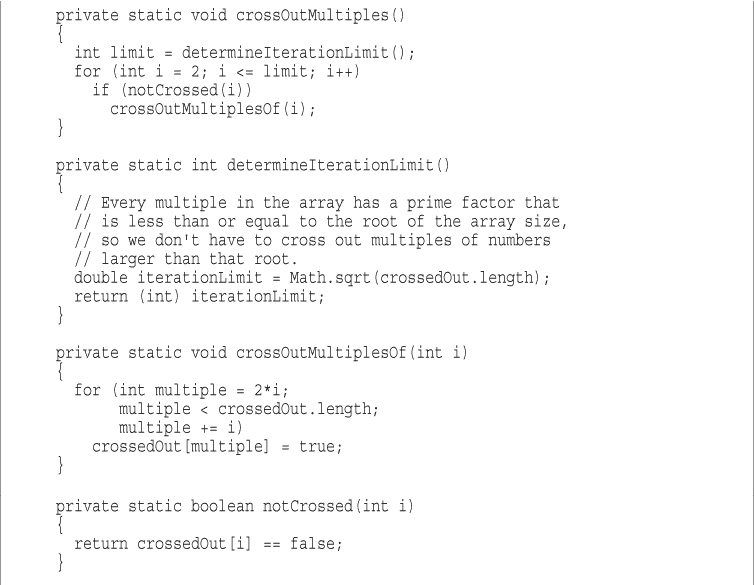 private static void crossOutMultiples()
{
  int limit = determineIterationLimit();
  for (int i = 2; i <= limit; i++)
    if (notCrossed(i))
      crossOutMultiplesOf(i);
}

private static int determineIterationLimit()
{
  // Every multiple in the array has a prime factor that
  // is less than or equal to the root of the array size,
  // so we don't have to cross out multiples of numbers
  // larger than that root.
  double iterationLimit = Math.sqrt(crossedOut.length);
  return (int) iterationLimit;
}

private static void crossOutMultiplesOf(int i)
{
  for (int multiple = 2*i;
       multiple < crossedOut.length;
       multiple += i)
    crossedOut[multiple] = true;
}

private static boolean notCrossed(int i)
{
  return crossedOut[i] == false;
}